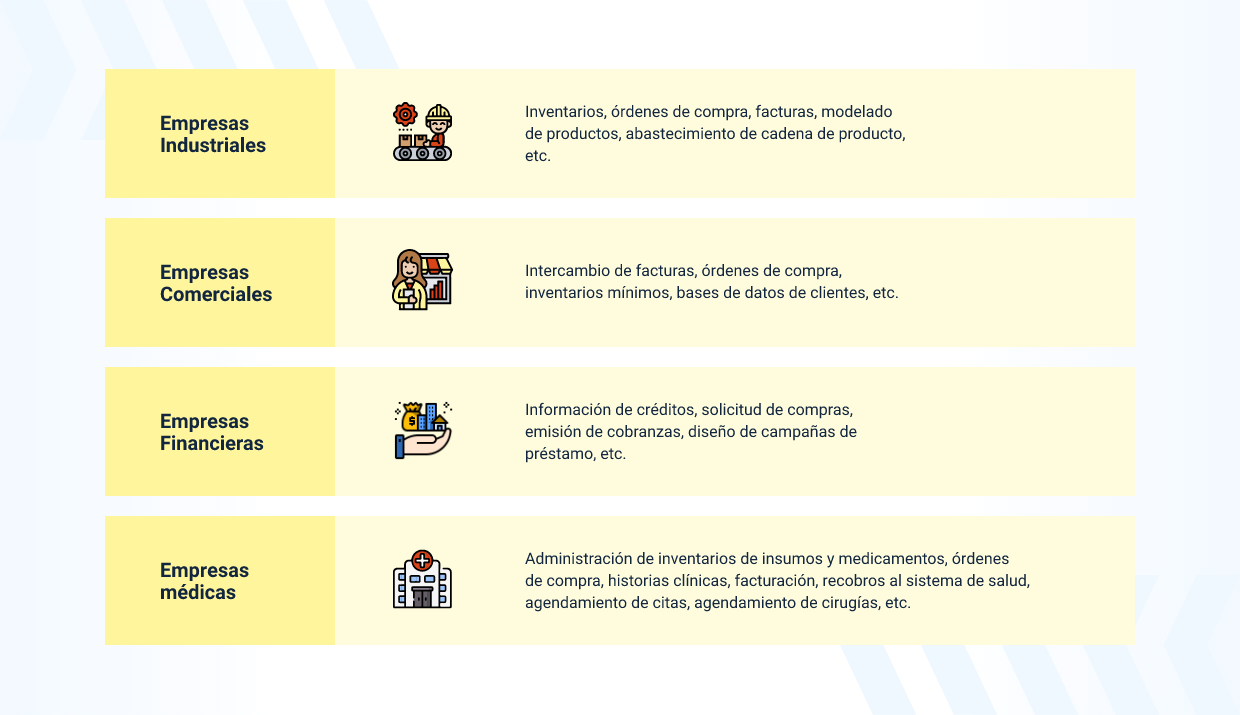 Empresas
Industriales
Inventarios, órdenes de compra, facturas, modelado
de productos, abastecimiento de cadena de producto,
etc.
Empresas
Comerciales
Intercambio de facturas, órdenes de compra,
inventarios mínimos, bases de datos de clientes, etc.
Empresas
Financieras
$
Información de créditos, solicitud de compras,
emisión de cobranzas, diseño de campañas de
préstamo, etc.
Empresas
médicas
Administración de inventarios de insumos y medicamentos, órdenes
de compra, historias clínicas, facturación, recobros al sistema de salud,
agendamiento de citas, agendamiento de cirugías, etc.